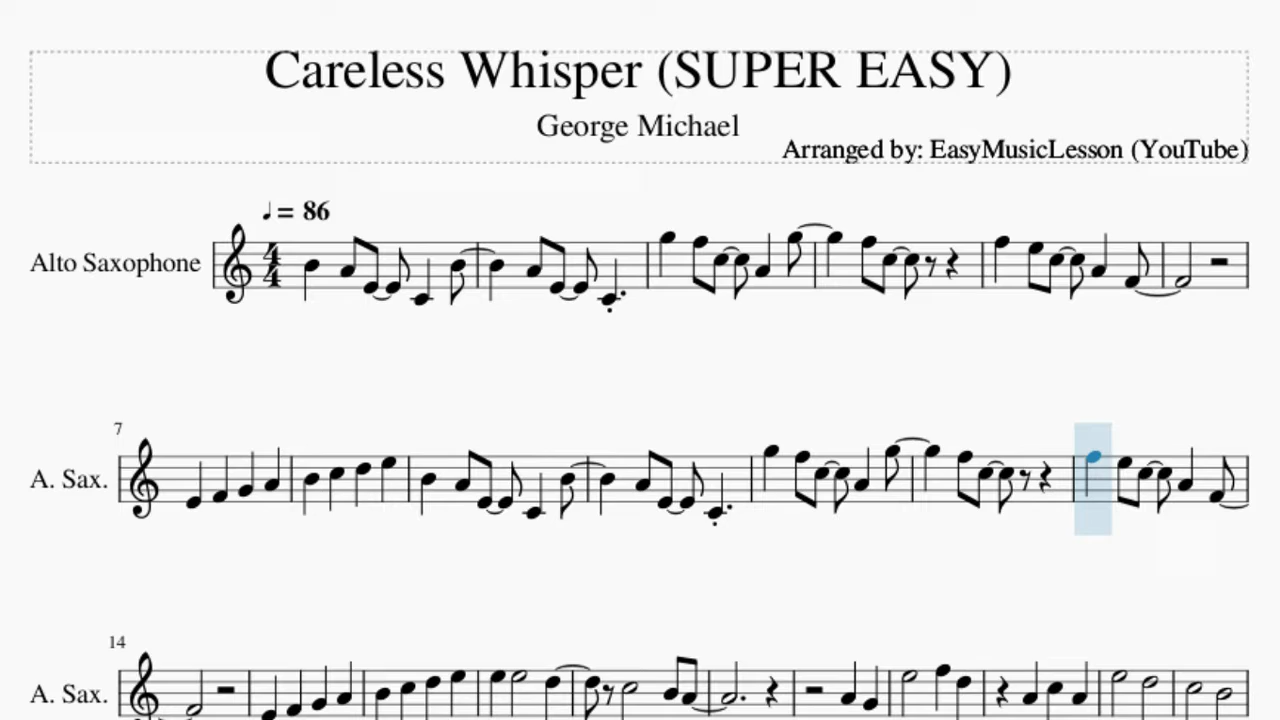 Careless Whisper (SUPER EASY)
George Michael
Arranged by: EasyMusicLesson (YouTube)
♩ = 86
Alto Saxophone
4
4
7
A. Sax.
14
A. Sax.